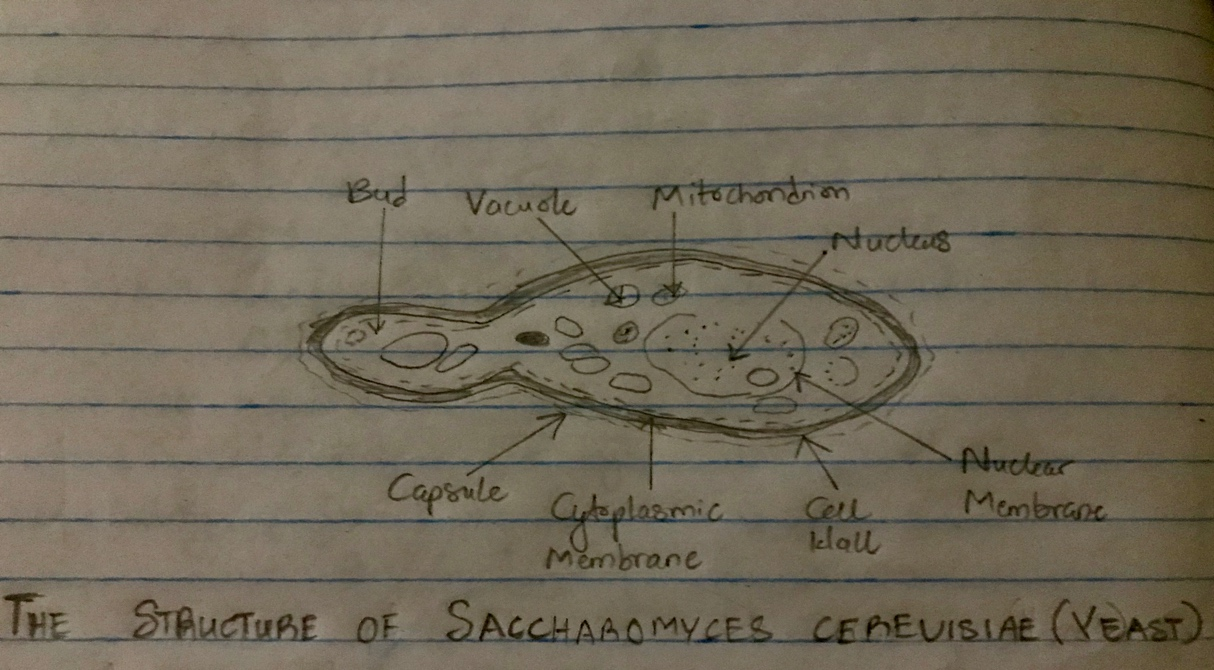 Bud
Vacuole
Mitochondrion
Nucleus
Capsule
Cytoplasmic
Membrane
Cell
Wall
Nuclear
Membrane
THE STRUCTURE OF SACCHAROMYCES CEREVISIAE (YEAST)